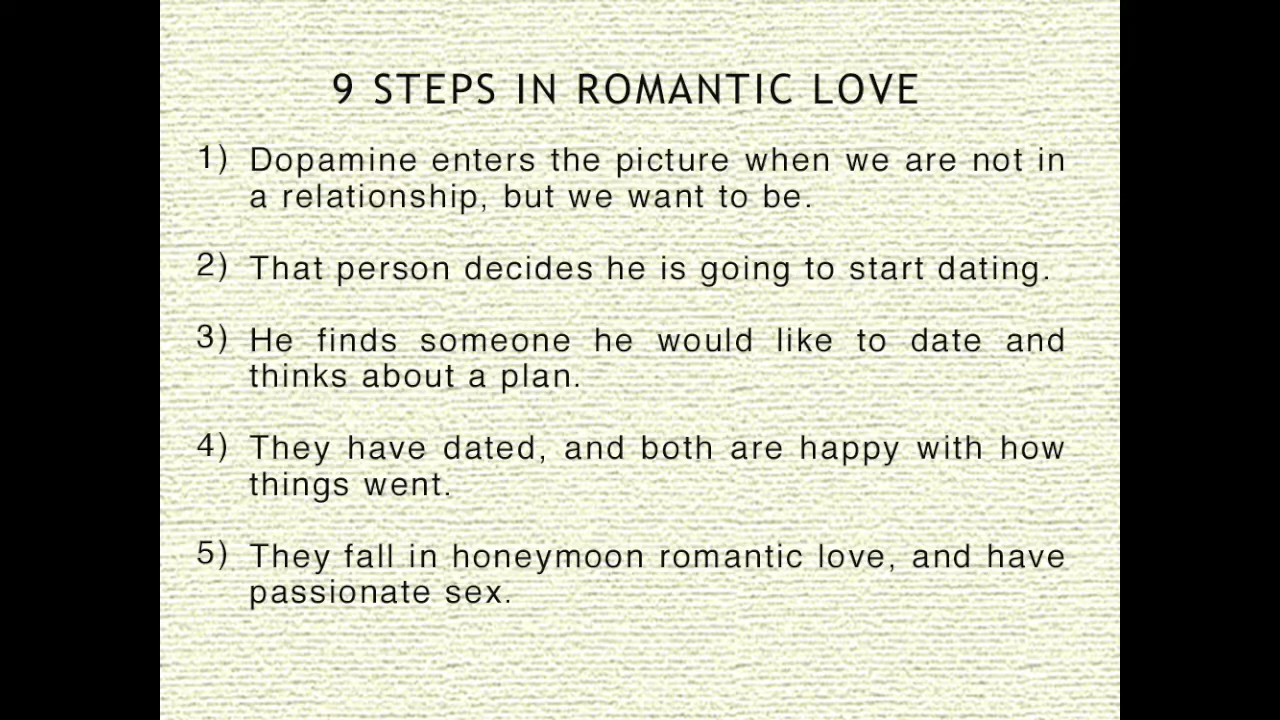 9 STEPS IN ROMANTIC LOVE
1) Dopamine enters the picture when we are not in
a relationship, but we want to be.
2) That person decides he is going to start dating.
3) He finds someone he would like to date and
thinks about a plan.
4) They have dated, and both are happy with how
things went.
5) They fall in honeymoon romantic love, and have
passionate sex.